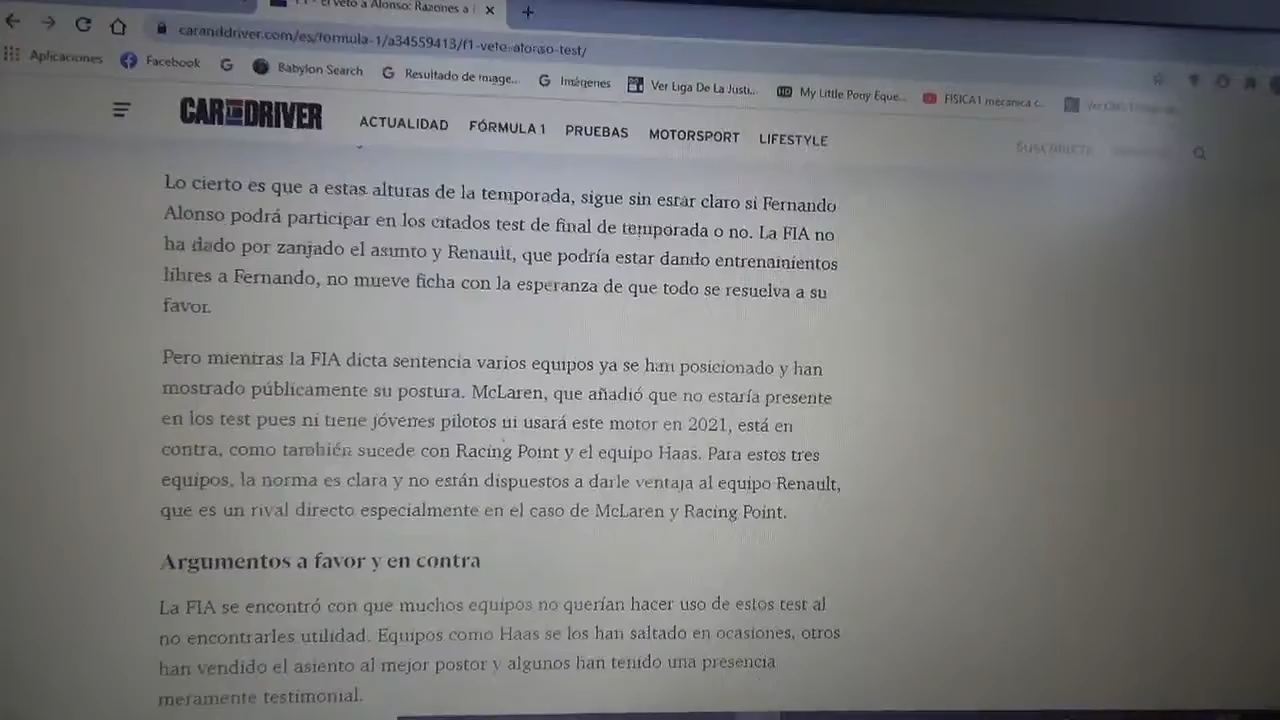 El veto a Alonso: Razones a
caranddriver.com/es/formula-1/a34559413/f1-veto-alonso-test/
Aplicaciones Facebook Babylon Search Resultado de image... Imágenes Ver Liga De La Justi... My Little Pony Eque... FISICA1 mecanica c...
CAR AND DRIVER ACTUALIDAD FÓRMULA 1 PRUEBAS MOTORSPORT LIFESTYLE SUSCRÍBETE
Lo cierto es que a estas alturas de la temporada, sigue sin estar claro si Fernando
Alonso podrá participar en los citados test de final de temporada o no. La FIA no
ha dado por zanjado el asunto y Renault, que podría estar dando entrenamientos
libres a Fernando, no mueve ficha con la esperanza de que todo se resuelva a su
favor.
Pero mientras la FIA dicta sentencia varios equipos ya se han posicionado y han
mostrado públicamente su postura. McLaren, que añadió que no estaría presente
en los test pues ni tiene jóvenes pilotos ni usará este motor en 2021, está en
contra, como también sucede con Racing Point y el equipo Haas. Para estos tres
equipos, la norma es clara y no están dispuestos a darle ventaja al equipo Renault,
que es un rival directo especialmente en el caso de McLaren y Racing Point.
Argumentos a favor y en contra
La FIA se encontró con que muchos equipos no querían hacer uso de estos test al
no encontrarles utilidad. Equipos como Haas se los han saltado en ocasiones, otros
han vendido el asiento al mejor postor y algunos han tenido una presencia
meramente testimonial.